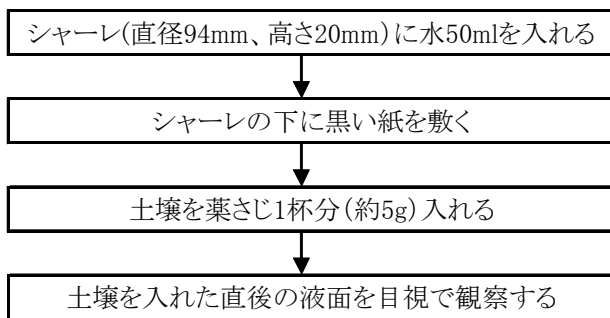 シャーレ(直径94mm、高さ20mm)に水50mlを入れる
シャーレの下に黒い紙を敷く
土壌を薬さじ1杯分(約5g)入れる
土壌を入れた直後の液面を目視で観察する